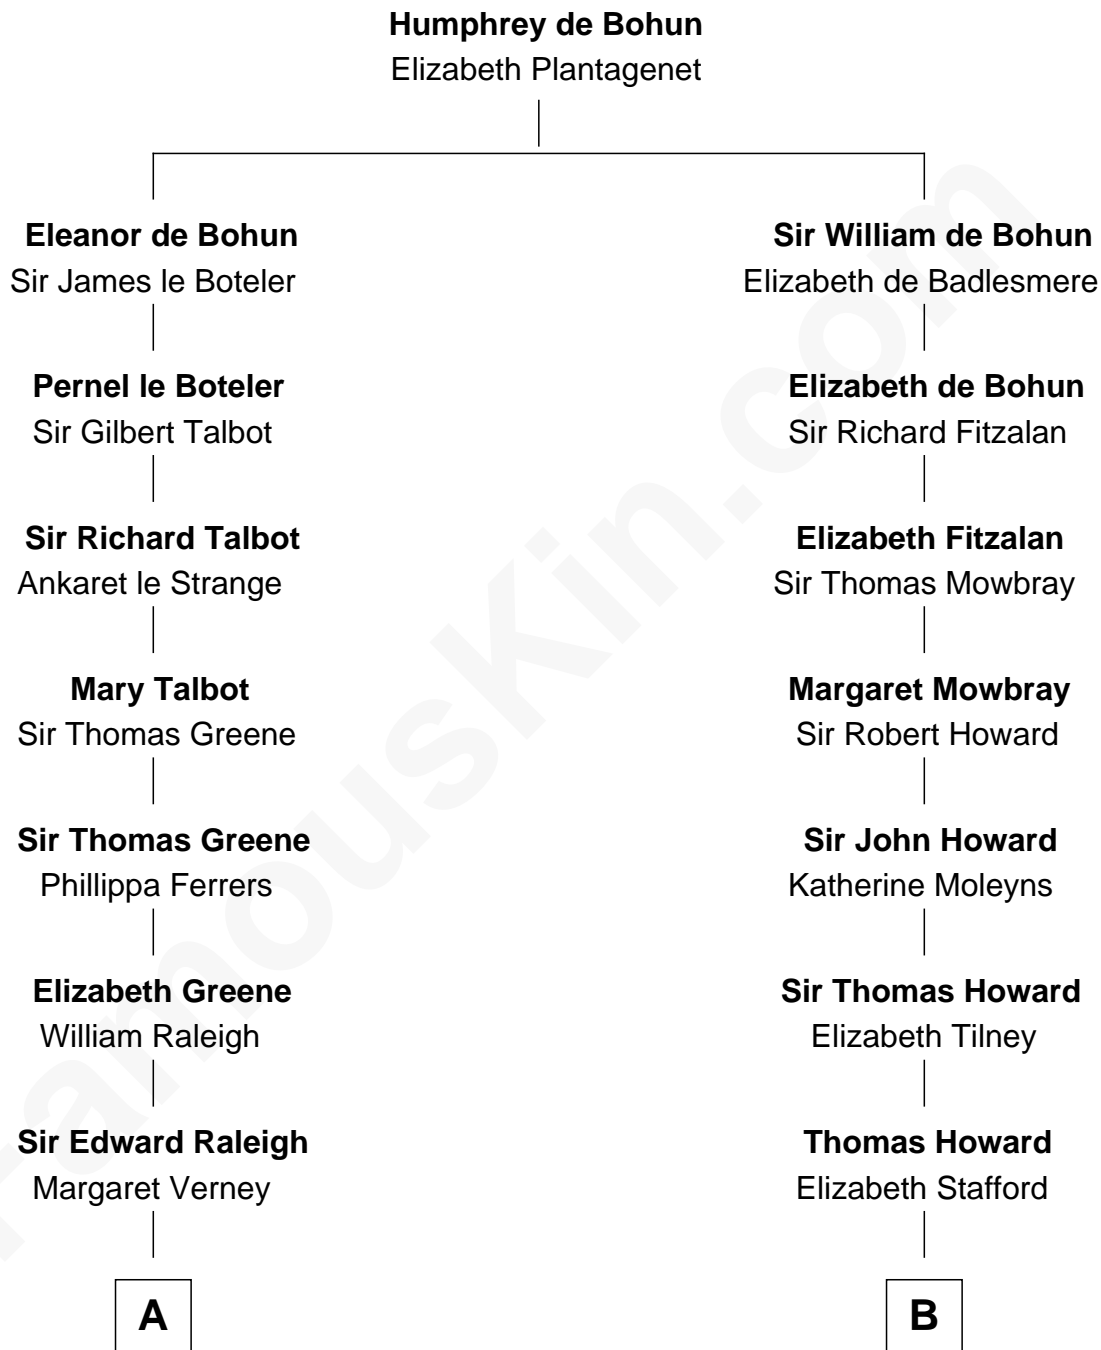 Humphrey de Bohun
Elizabeth Plantagenet
Eleanor de Bohun
Sir James le Boteler
Sir William de Bohun
Elizabeth de Badlesmere
Pernel le Boteler
Sir Gilbert Talbot
Elizabeth de Bohun
Sir Richard Fitzalan
Sir Richard Talbot
Ankaret le Strange
Elizabeth Fitzalan
Sir Thomas Mowbray
Mary Talbot
Sir Thomas Greene
Margaret Mowbray
Sir Robert Howard
Sir Thomas Greene
Phillippa Ferrers
Sir John Howard
Katherine Moleyns
Elizabeth Greene
William Raleigh
Sir Thomas Howard
Elizabeth Tilney
Sir Edward Raleigh
Margaret Verney
Thomas Howard
Elizabeth Stafford
A
B
FamousKin.com